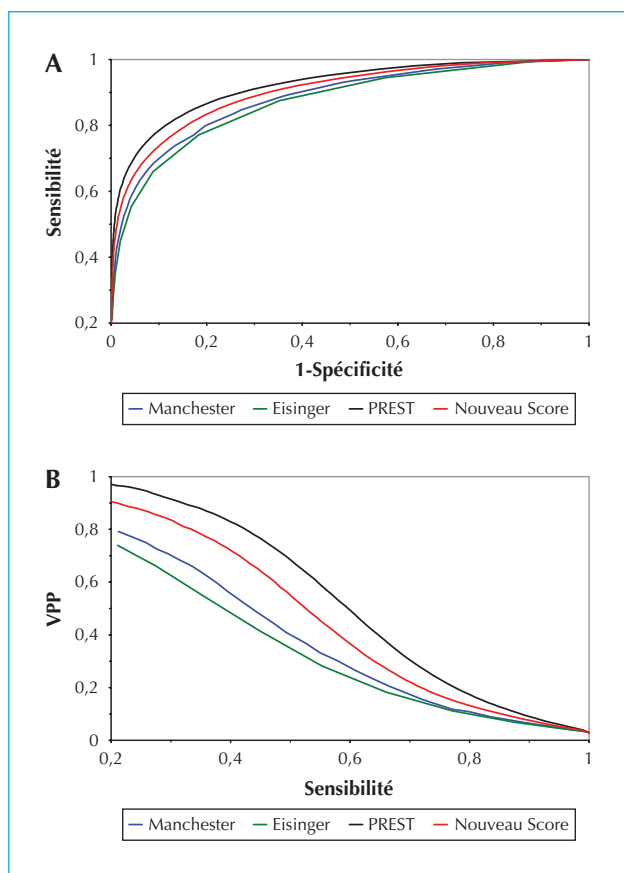 A
Sensibilité
1
0,8
0,6
0,4
0,2
0
0,2
0,4
0,6
0,8
1
1-Spécificité
Manchester Eisinger PREST Nouveau Score
B
VPP
1
0,8
0,6
0,4
0,2
0
0,2
0,4
0,6
0,8
1
Sensibilité
Manchester Eisinger PREST Nouveau Score